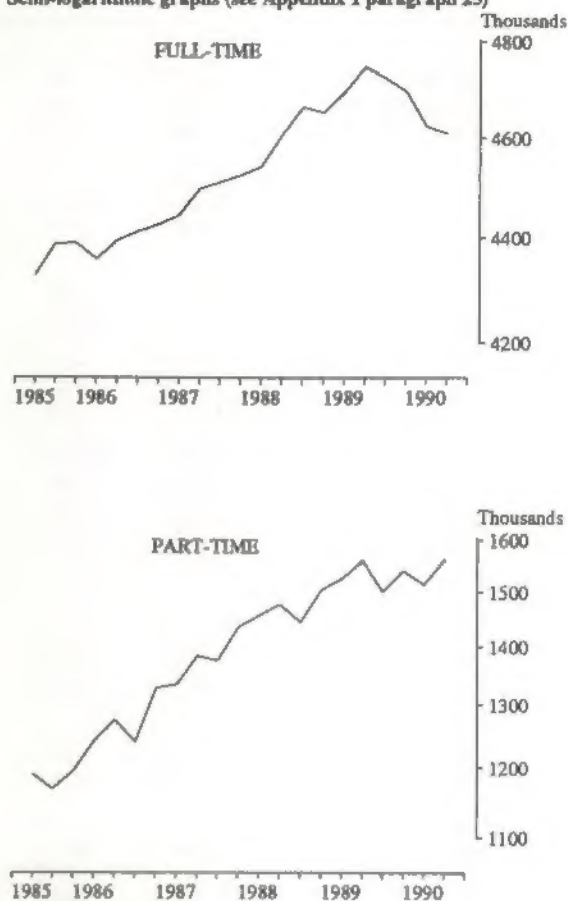 Semi-logarithmic graphs (see Appendix 1 paragraph 25)
Thousands
FULL-TIME
4800
4600
4400
4200
1985 1986 1987 1988 1989 1990
Thousands
PART-TIME
1600
1500
1400
1300
1200
1100
1985 1986 1987 1988 1989 1990